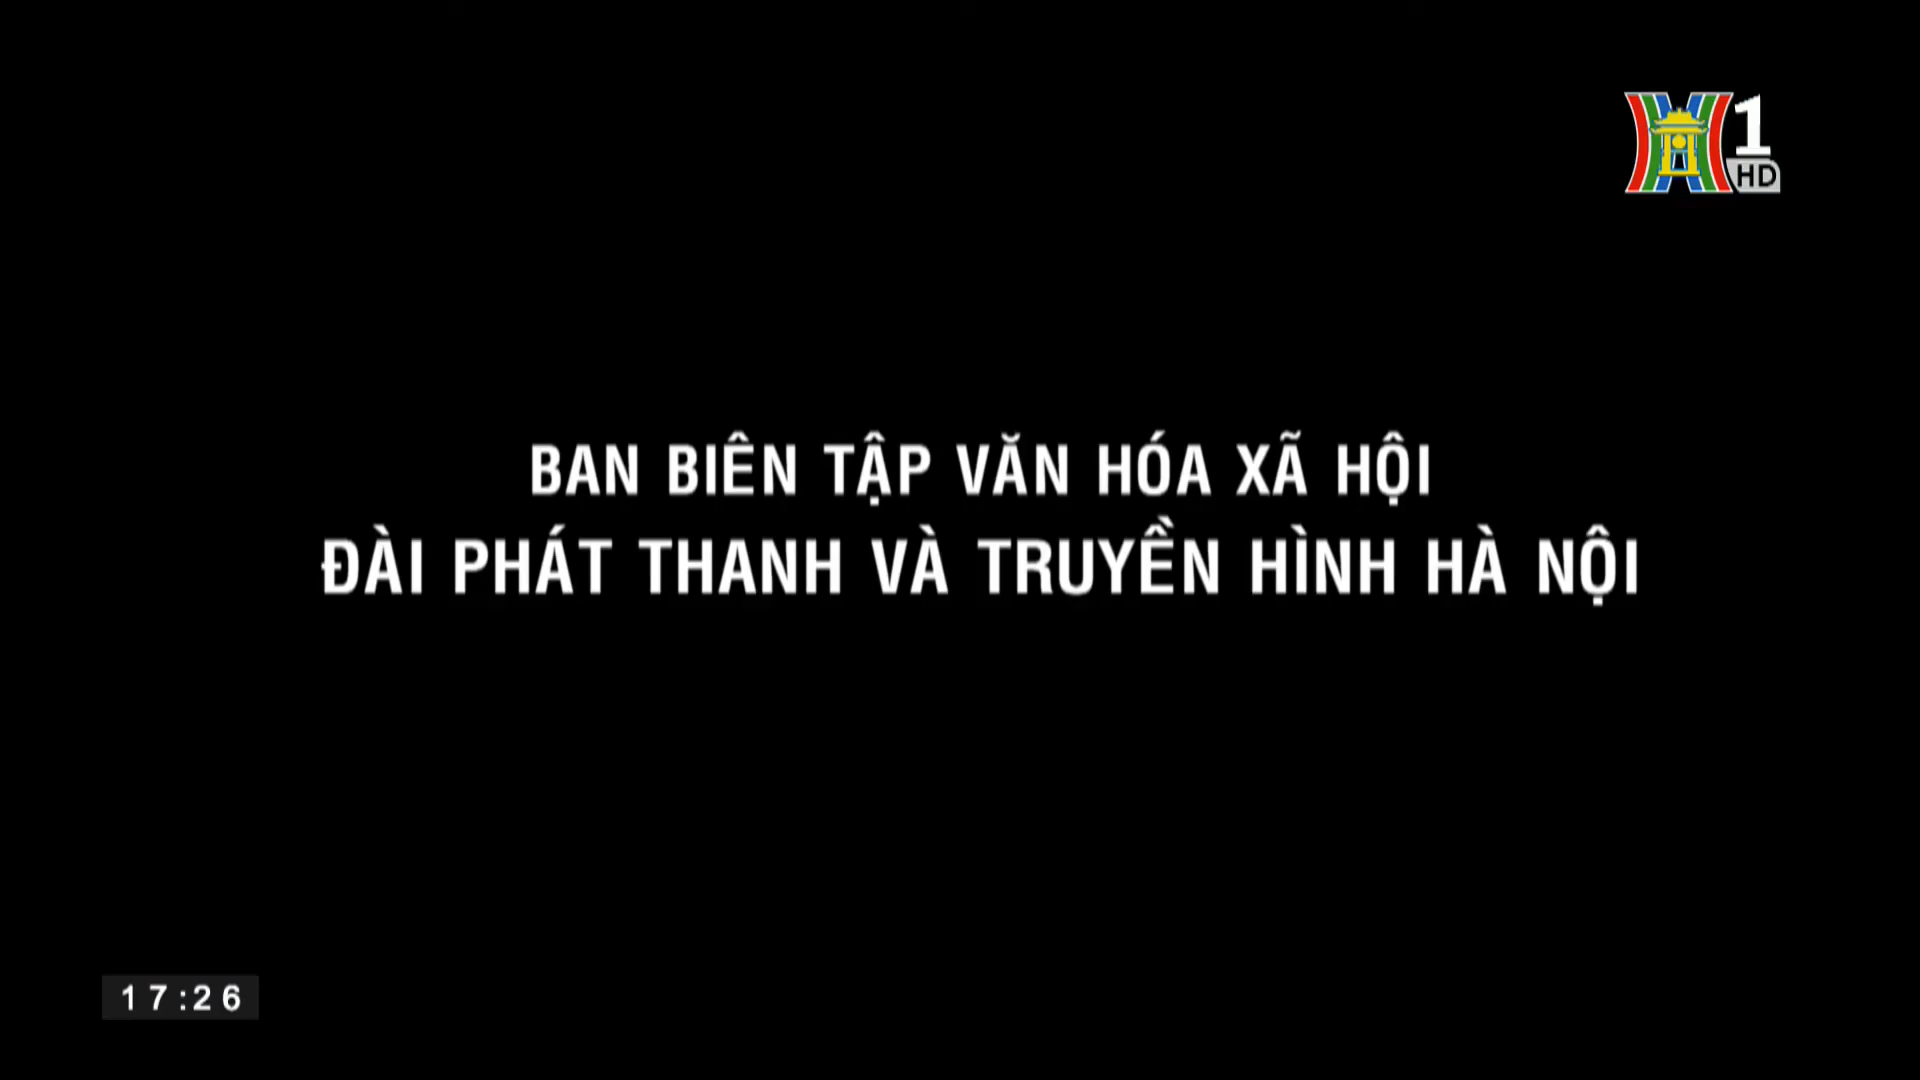 1
HD
BAN BIÊN TẬP VĂN HÓA XÃ HỘI
ĐÀI PHÁT THANH VÀ TRUYỀN HÌNH HÀ NỘI
17:26